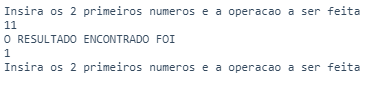 Insira os 2 primeiros numeros e a operacao a ser feita
11
O RESULTADO ENCONTRADO FOI
1
Insira os 2 primeiros numeros e a operacao a ser feita